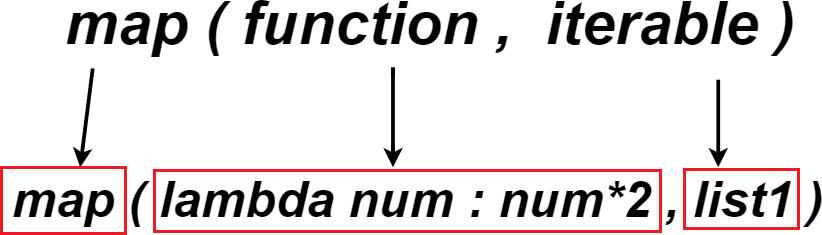 map ( function , iterable )
map ( lambda num : num*2 , list1 )